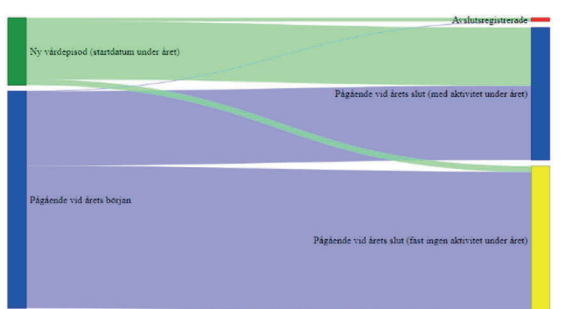 Avslutsregistrerade
Ny vårdepisod (startdatum under året)
Pågående vid årets slut (med aktivitet under året)
Pågående vid årets början
Pågående vid årets slut (fast ingen aktivitet under året)